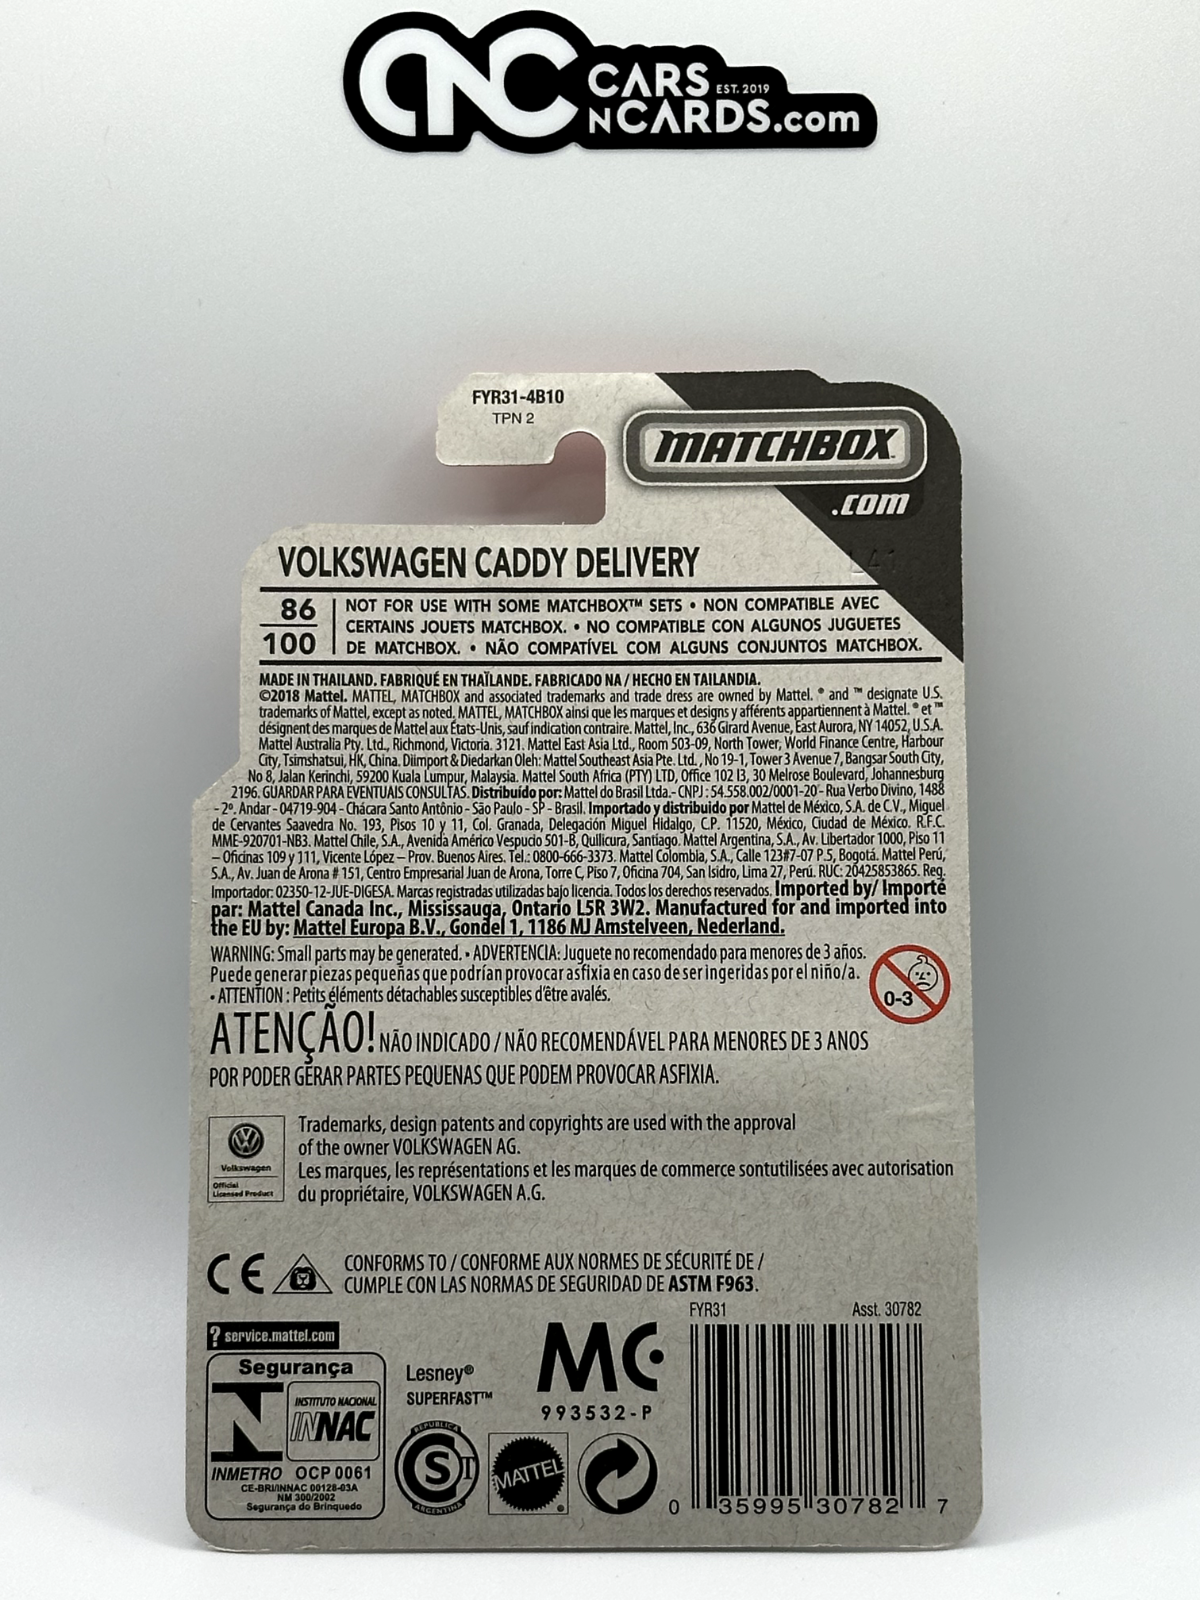 CNC CARS EST. 2019
NCARDS.com
FYR31-4B10
TPN 2
MATCHBOX
.com
VOLKSWAGEN CADDY DELIVERY
L41
86
100
NOT FOR USE WITH SOME MATCHBOX™ SETS • NON COMPATIBLE AVEC
CERTAINS JOUETS MATCHBOX. • NO COMPATIBLE CON ALGUNOS JUGUETES
DE MATCHBOX. • NÃO COMPATÍVEL COM ALGUNS CONJUNTOS MATCHBOX.
MADE IN THAILAND. FABRIQUÉ EN THAÏLANDE. FABRICADO NA / HECHO EN TAILANDIA.
©2018 Mattel. MATTEL, MATCHBOX and associated trademarks and trade dress are owned by Mattel. ® and ™ designate U.S.
trademarks of Mattel, except as noted. MATTEL, MATCHBOX ainsi que les marques et designs y afférents appartiennent à Mattel. ® et ™
désignent des marques de Mattel aux États-Unis, sauf indication contraire. Mattel, Inc., 636 Girard Avenue, East Aurora, NY 14052, U.S.A.
Mattel Australia Pty. Ltd., Richmond, Victoria. 3121. Mattel East Asia Ltd., Room 503-09, North Tower, World Finance Centre, Harbour
City, Tsimshatsui, HK, China. Diimport & Diedarkan Oleh: Mattel Southeast Asia Pte. Ltd., No 19-1, Tower 3 Avenue 7, Bangsar South City,
No 8, Jalan Kerinchi, 59200 Kuala Lumpur, Malaysia. Mattel South Africa (PTY) LTD, Office 102 I3, 30 Melrose Boulevard, Johannesburg
2196. GUARDAR PARA EVENTUAIS CONSULTAS. Distribuído por: Mattel do Brasil Ltda.- CNPJ : 54.558.002/0001-20 - Rua Verbo Divino, 1488
- 2º. Andar - 04719-904 - Chácara Santo Antônio - São Paulo - SP - Brasil. Importado y distribuido por Mattel de México, S.A. de C.V., Miguel
de Cervantes Saavedra No. 193, Pisos 10 y 11, Col. Granada, Delegación Miguel Hidalgo, C.P. 11520, México, Ciudad de México. R.F.C.
MME-920701-NB3. Mattel Chile, S.A., Avenida Américo Vespucio 501-B, Quilicura, Santiago. Mattel Argentina, S.A., Av. Libertador 1000, Piso 11
– Oficinas 109 y 111, Vicente López – Prov. Buenos Aires. Tel.: 0800-666-3373. Mattel Colombia, S.A., Calle 123#7-07 P.5, Bogotá. Mattel Perú,
S.A., Av. Juan de Arona # 151, Centro Empresarial Juan de Arona, Torre C, Piso 7, Oficina 704, San Isidro, Lima 27, Perú. RUC: 20425853865. Reg.
Importador: 02350-12-JUE-DIGESA. Marcas registradas utilizadas bajo licencia. Todos los derechos reservados. Imported by/ Importé
par: Mattel Canada Inc., Mississauga, Ontario L5R 3W2. Manufactured for and imported into
the EU by: Mattel Europa B.V., Gondel 1, 1186 MJ Amstelveen, Nederland.
WARNING: Small parts may be generated. • ADVERTENCIA: Juguete no recomendado para menores de 3 años.
Puede generar piezas pequeñas que podrían provocar asfixia en caso de ser ingeridas por el niño/a.
• ATTENTION : Petits éléments détachables susceptibles d'être avalés.
0-3
ATENÇÃO! NÃO INDICADO / NÃO RECOMENDÁVEL PARA MENORES DE 3 ANOS
POR PODER GERAR PARTES PEQUENAS QUE PODEM PROVOCAR ASFIXIA.
Volkswagen
Official
Licensed Product
Trademarks, design patents and copyrights are used with the approval
of the owner VOLKSWAGEN AG.
Les marques, les représentations et les marques de commerce sontutilisées avec autorisation
du propriétaire, VOLKSWAGEN A.G.
CE
CONFORMS TO / CONFORME AUX NORMES DE SÉCURITÉ DE /
CUMPLE CON LAS NORMAS DE SEGURIDAD DE ASTM F963.
FYR31 Asst. 30782
? service.mattel.com
Segurança
INSTITUTO NACIONAL
INNAC
INMETRO OCP 0061
CE-BRI/INNAC 00128-03A
NM 300/2002
Segurança do Brinquedo
Lesney®
SUPERFAST™
MC
993532-P
REPUBLICA
S T
ARGENTINA
MATTEL ®
0 35995 30782 7